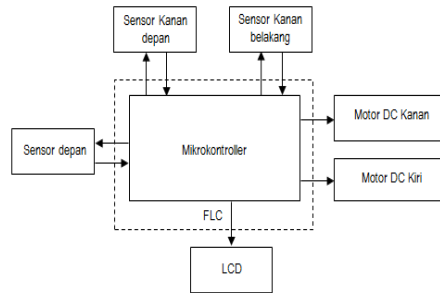 Sensor Kanan
depan
Sensor Kanan
belakang
Motor DC Kanan
Sensor depan
Mikrokontroller
Motor DC Kiri
FLC
LCD